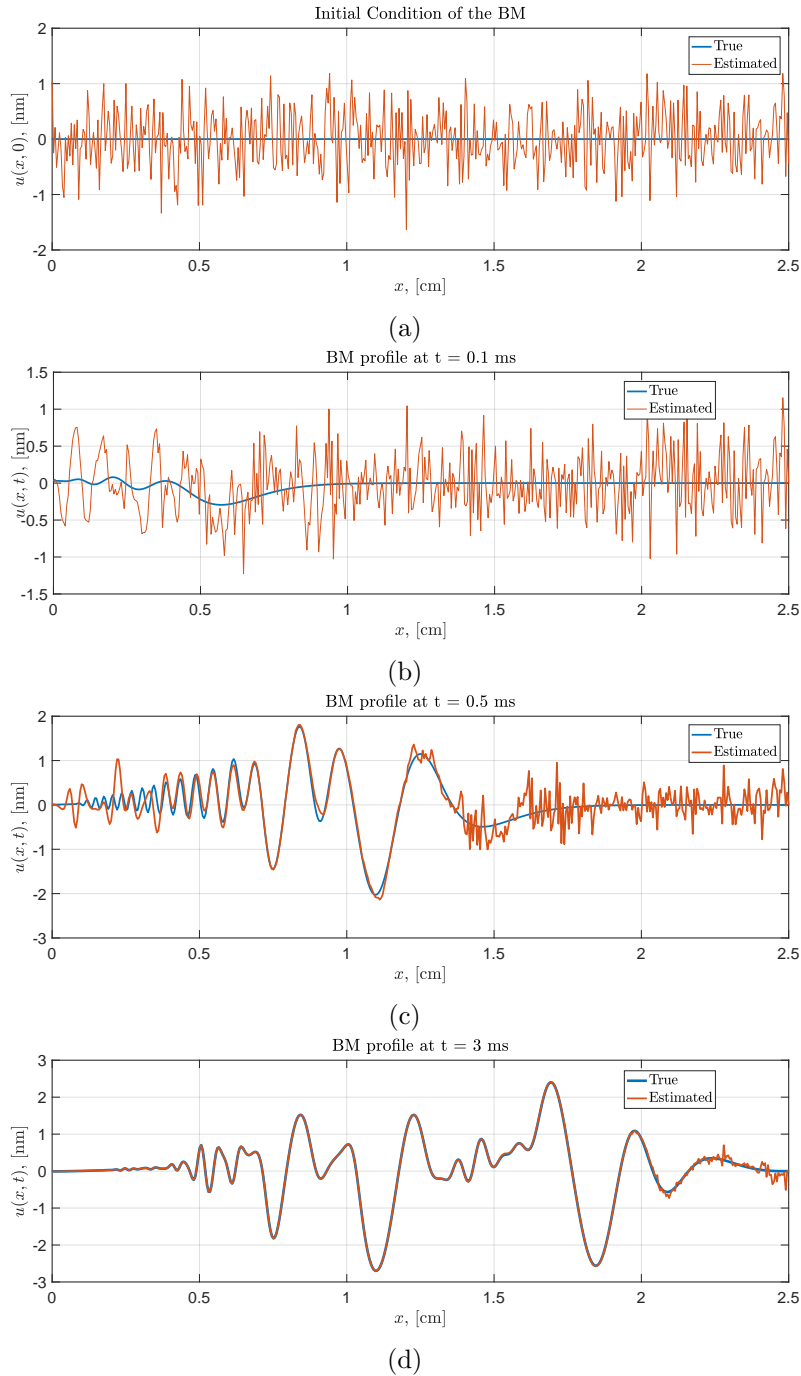 Initial Condition of the BM
2
1
0
-1
-2
u(x, 0), [nm]
True
Estimated
0
0.5
1
1.5
2
2.5
x, [cm]
(a)
BM profile at t = 0.1 ms
1.5
1
0.5
0
-0.5
-1
-1.5
u(x, t), [nm]
True
Estimated
0
0.5
1
1.5
2
2.5
x, [cm]
(b)
BM profile at t = 0.5 ms
2
1
0
-1
-2
-3
u(x, t), [nm]
True
Estimated
0
0.5
1
1.5
2
2.5
x, [cm]
(c)
BM profile at t = 3 ms
3
2
1
0
-1
-2
-3
u(x, t), [nm]
True
Estimated
0
0.5
1
1.5
2
2.5
x, [cm]
(d)